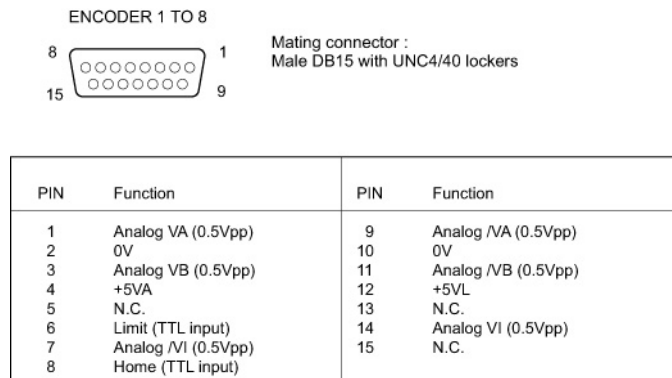 ENCODER 1 TO 8
8 1
15 9
Mating connector :
Male DB15 with UNC4/40 lockers
PIN Function PIN Function
1 Analog VA (0.5Vpp) 9 Analog /VA (0.5Vpp)
2 0V 10 0V
3 Analog VB (0.5Vpp) 11 Analog /VB (0.5Vpp)
4 +5VA 12 +5VL
5 N.C. 13 N.C.
6 Limit (TTL input) 14 Analog VI (0.5Vpp)
7 Analog /VI (0.5Vpp) 15 N.C.
8 Home (TTL input)